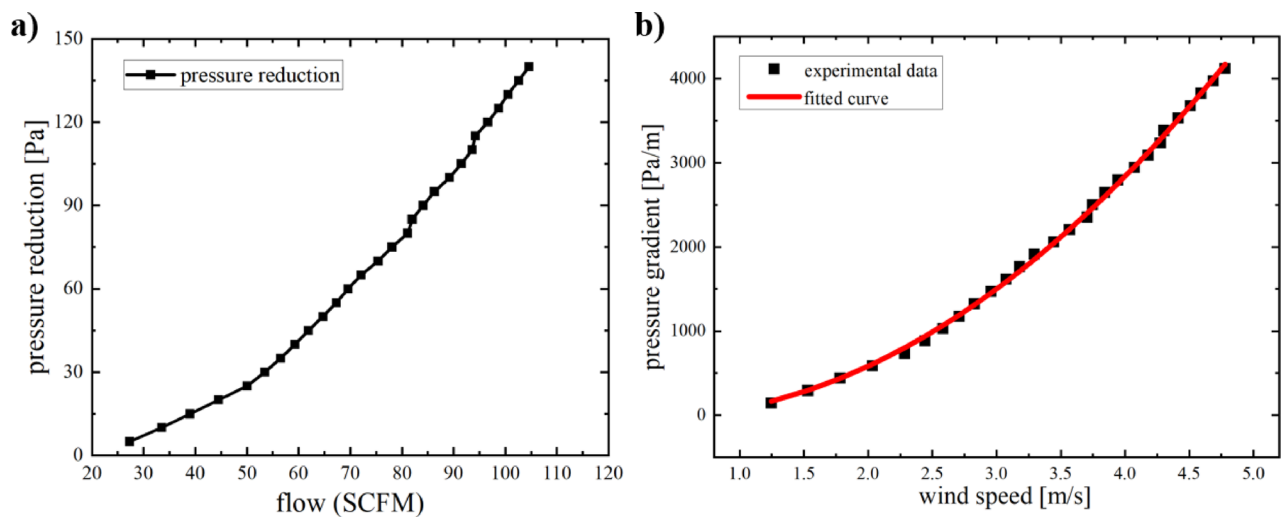 a)
pressure reduction [Pa]
150
120
90
60
30
0
pressure reduction
20 30 40 50 60 70 80 90 100 110 120
flow (SCFM)
b)
pressure gradient [Pa/m]
4000
3000
2000
1000
0
experimental data
fitted curve
1.0 1.5 2.0 2.5 3.0 3.5 4.0 4.5 5.0
wind speed [m/s]